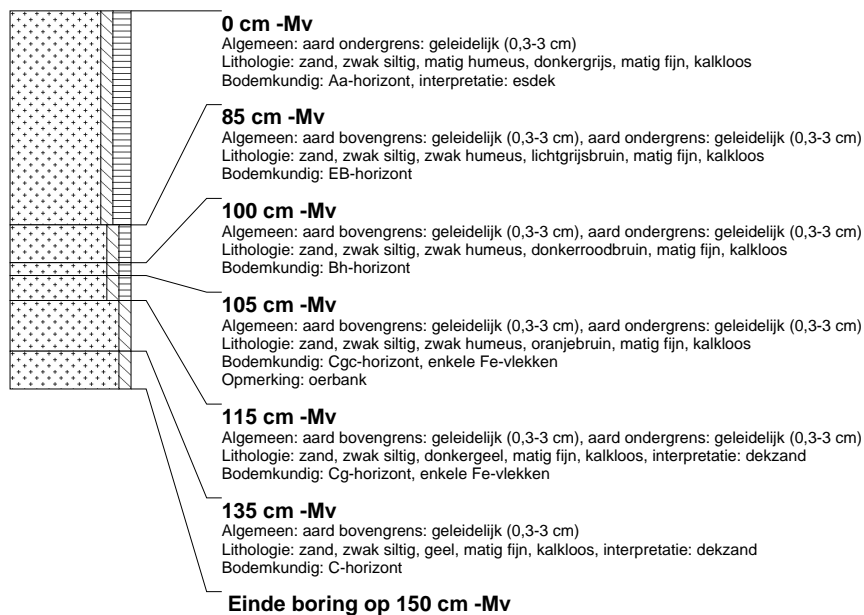 0 cm -Mv
Algemeen: aard ondergrens: geleidelijk (0,3-3 cm)
Lithologie: zand, zwak siltig, matig humeus, donkergrijs, matig fijn, kalkloos
Bodemkundig: Aa-horizont, interpretatie: esdek
85 cm -Mv
Algemeen: aard bovengrens: geleidelijk (0,3-3 cm), aard ondergrens: geleidelijk (0,3-3 cm)
Lithologie: zand, zwak siltig, zwak humeus, lichtgrijsbruin, matig fijn, kalkloos
Bodemkundig: EB-horizont
100 cm -Mv
Algemeen: aard bovengrens: geleidelijk (0,3-3 cm), aard ondergrens: geleidelijk (0,3-3 cm)
Lithologie: zand, zwak siltig, zwak humeus, donkerroodbruin, matig fijn, kalkloos
Bodemkundig: Bh-horizont
105 cm -Mv
Algemeen: aard bovengrens: geleidelijk (0,3-3 cm), aard ondergrens: geleidelijk (0,3-3 cm)
Lithologie: zand, zwak siltig, zwak humeus, oranjebruin, matig fijn, kalkloos
Bodemkundig: Cgc-horizont, enkele Fe-vlekken
Opmerking: oerbank
115 cm -Mv
Algemeen: aard bovengrens: geleidelijk (0,3-3 cm), aard ondergrens: geleidelijk (0,3-3 cm)
Lithologie: zand, zwak siltig, donkergeel, matig fijn, kalkloos, interpretatie: dekzand
Bodemkundig: Cg-horizont, enkele Fe-vlekken
135 cm -Mv
Algemeen: aard bovengrens: geleidelijk (0,3-3 cm)
Lithologie: zand, zwak siltig, geel, matig fijn, kalkloos, interpretatie: dekzand
Bodemkundig: C-horizont
Einde boring op 150 cm -Mv